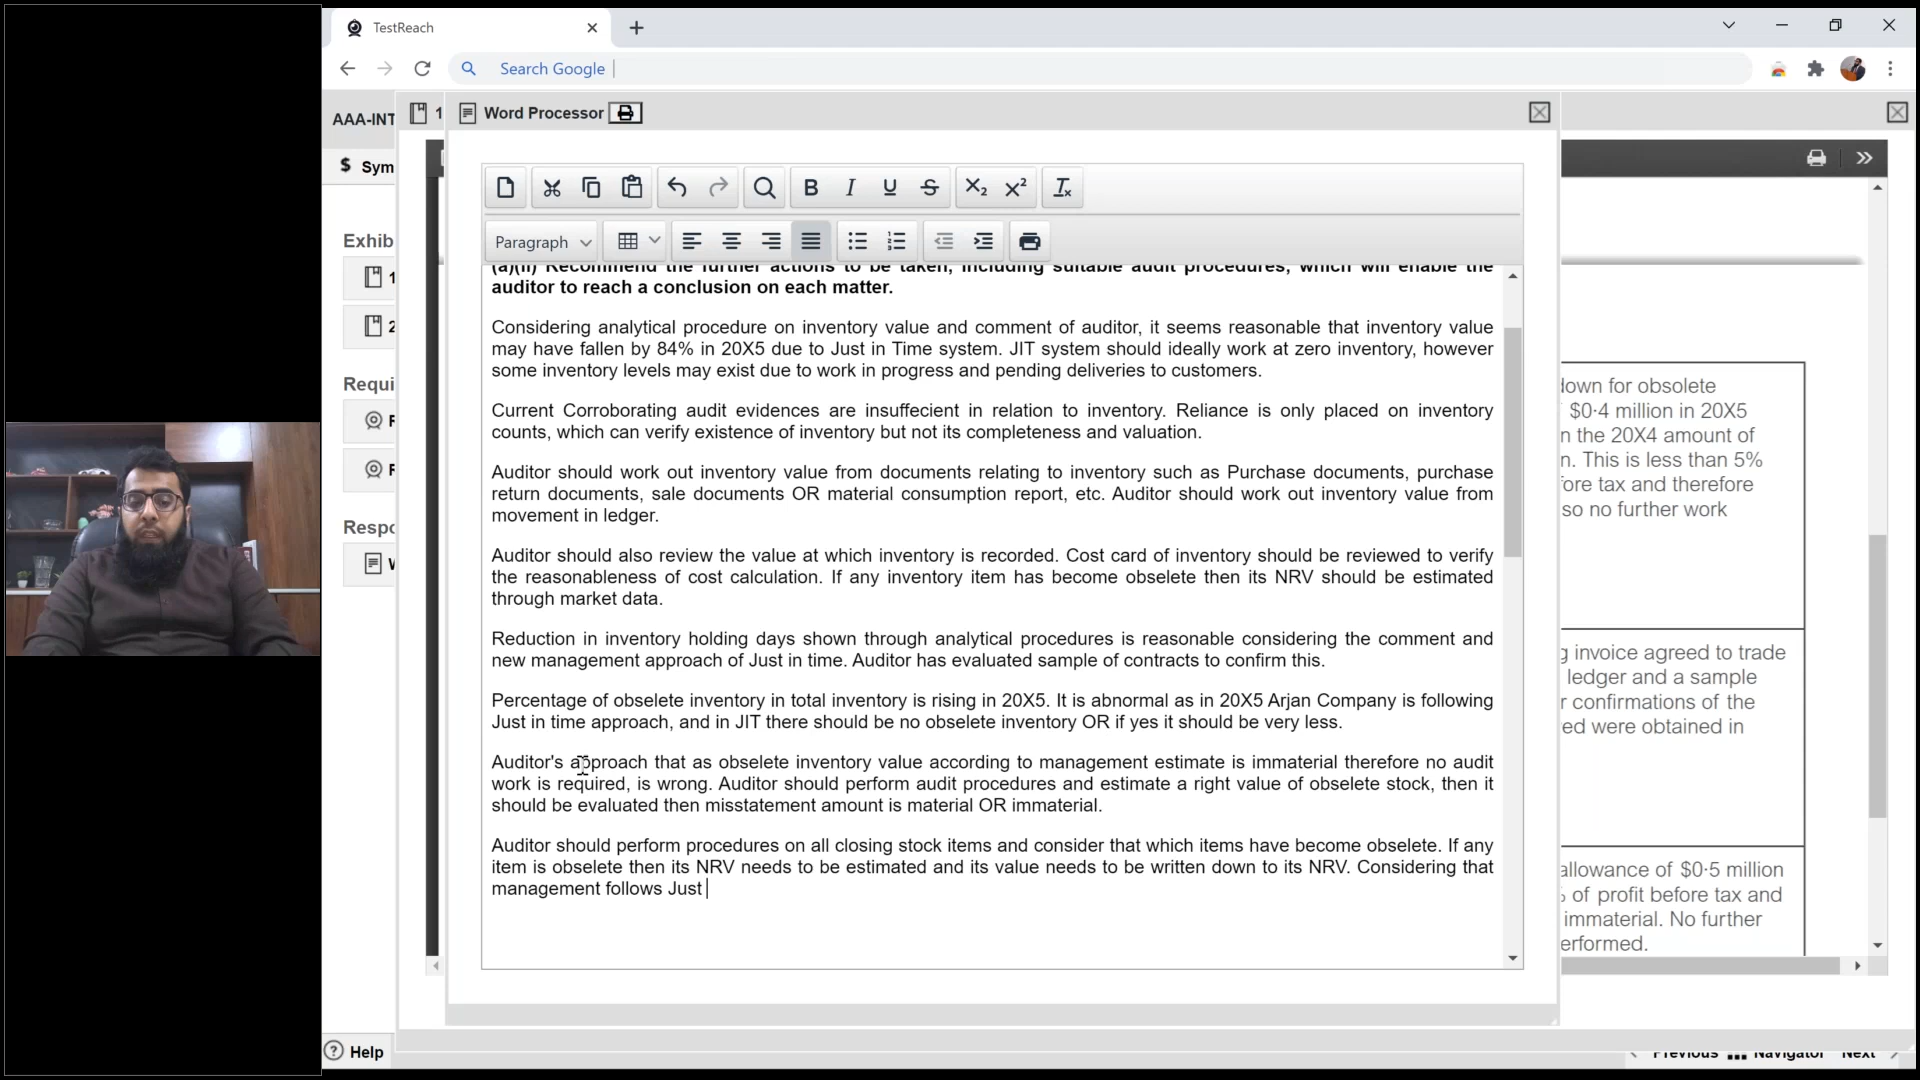 TestReach
Search Google
AAA-INT
1
Word Processor
$ Sym
Paragraph
Exhib
1
2
Requi
Respo
(a)(ii) Recommend the further actions to be taken, including suitable audit procedures, which will enable the
auditor to reach a conclusion on each matter.
Considering analytical procedure on inventory value and comment of auditor, it seems reasonable that inventory value
may have fallen by 84% in 20X5 due to Just in Time system. JIT system should ideally work at zero inventory, however
some inventory levels may exist due to work in progress and pending deliveries to customers.
Current Corroborating audit evidences are insuffecient in relation to inventory. Reliance is only placed on inventory
counts, which can verify existence of inventory but not its completeness and valuation.
Auditor should work out inventory value from documents relating to inventory such as Purchase documents, purchase
return documents, sale documents OR material consumption report, etc. Auditor should work out inventory value from
movement in ledger.
Auditor should also review the value at which inventory is recorded. Cost card of inventory should be reviewed to verify
the reasonableness of cost calculation. If any inventory item has become obselete then its NRV should be estimated
through market data.
Reduction in inventory holding days shown through analytical procedures is reasonable considering the comment and
new management approach of Just in time. Auditor has evaluated sample of contracts to confirm this.
Percentage of obselete inventory in total inventory is rising in 20X5. It is abnormal as in 20X5 Arjan Company is following
Just in time approach, and in JIT there should be no obselete inventory OR if yes it should be very less.
Auditor's approach that as obselete inventory value according to management estimate is immaterial therefore no audit
work is required, is wrong. Auditor should perform audit procedures and estimate a right value of obselete stock, then it
should be evaluated then misstatement amount is material OR immaterial.
Auditor should perform procedures on all closing stock items and consider that which items have become obselete. If any
item is obselete then its NRV needs to be estimated and its value needs to be written down to its NRV. Considering that
management follows Just
down for obsolete
$0·4 million in 20X5
n the 20X4 amount of
n. This is less than 5%
fore tax and therefore
so no further work
g invoice agreed to trade
ledger and a sample
r confirmations of the
ed were obtained in
allowance of $0·5 million
of profit before tax and
immaterial. No further
erformed.
Help
Previous
Navigator
Next